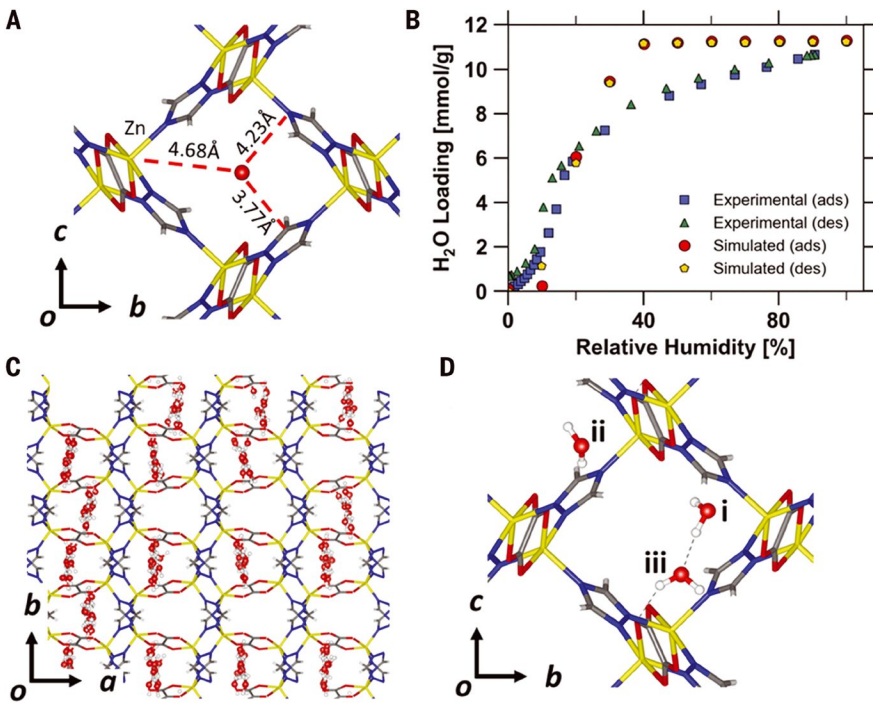 A
Zn
4.68Å
4.23Å
3.77Å
c
o
b
B
H2O Loading [mmol/g]
12
10
8
6
4
2
0
0
40
80
Relative Humidity [%]
Experimental (ads)
Experimental (des)
Simulated (ads)
Simulated (des)
C
b
o
a
D
ii
i
iii
c
o
b